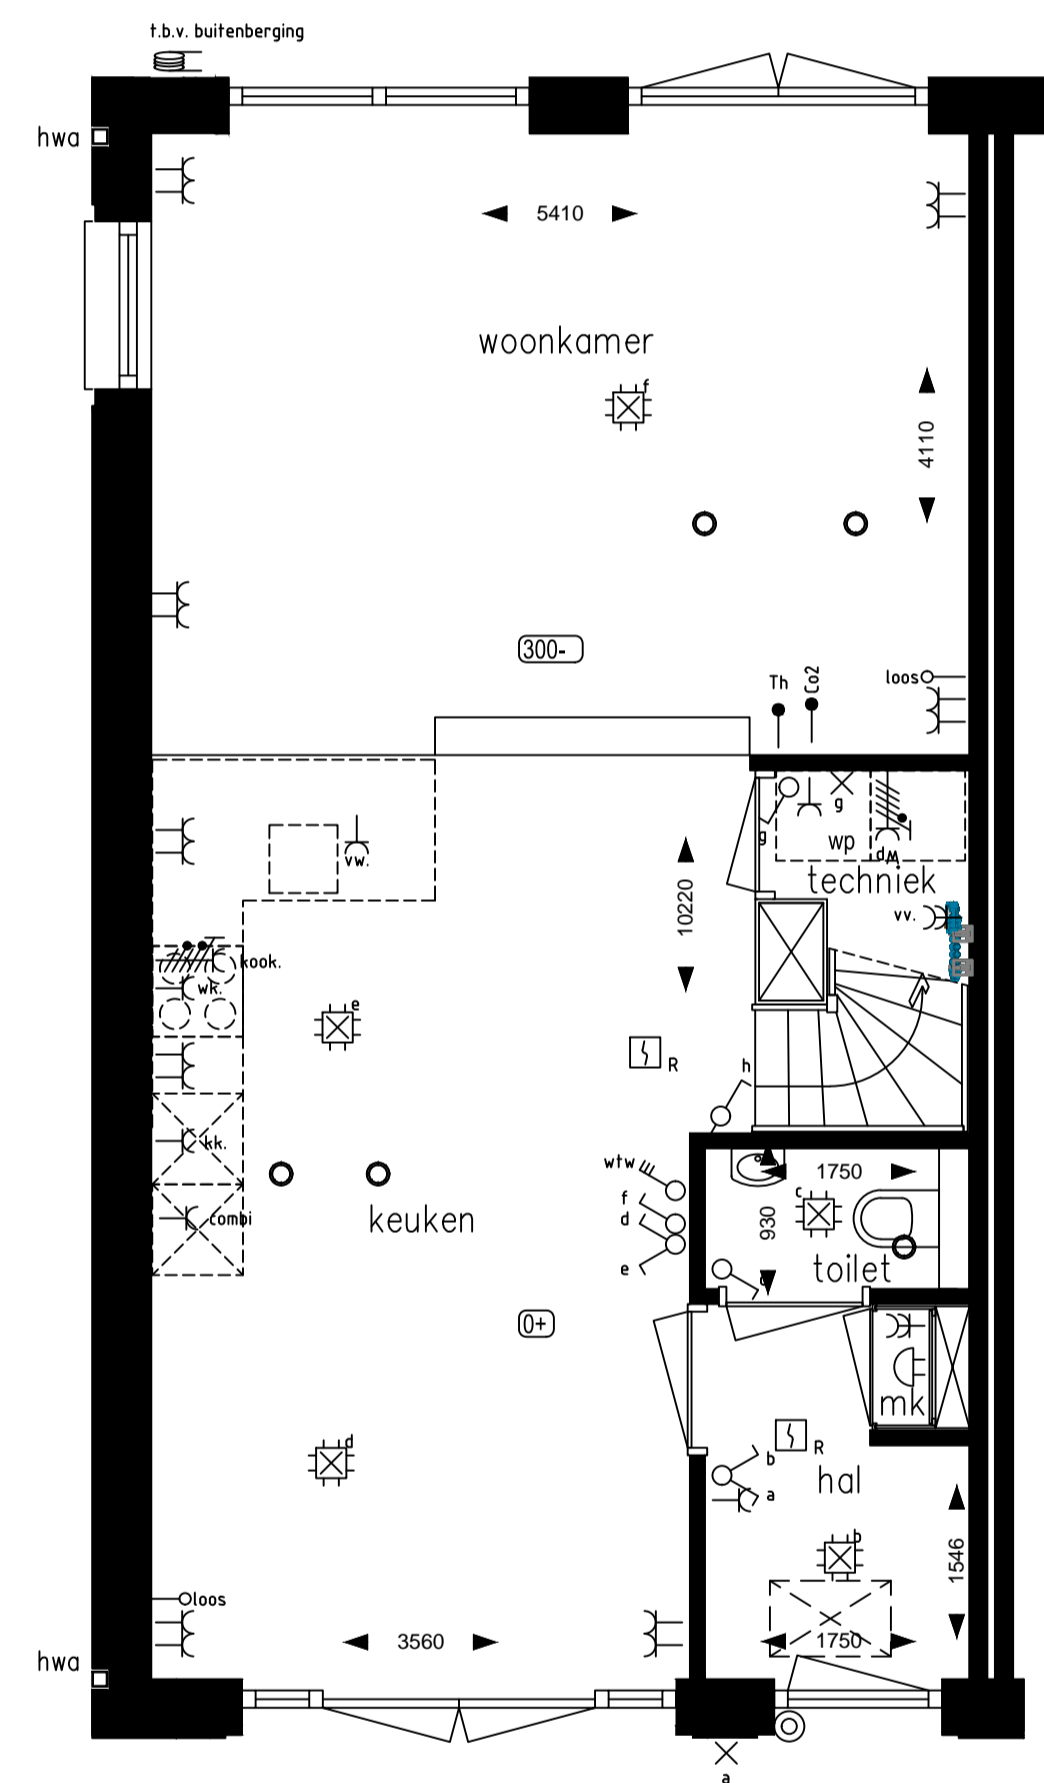 t.b.v. buitenberging
hwa
5410
woonkamer
f
4110
300-
Th
Co2
loos
g
g
wp
wp
techniek
vw.
vv.
10220
kook.
wk.
e
R
h
kk.
wtw
1750
f
c
combi
d
keuken
930
e
toilet
0+
mk
d
R
b
hal
a
b
1546
loos
3560
1750
hwa
a